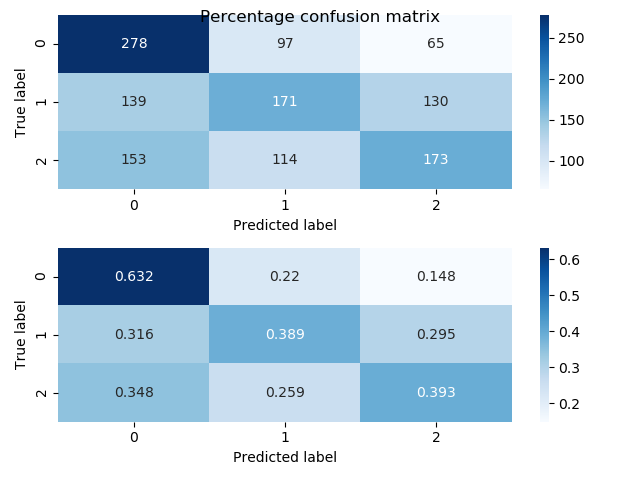 Percentage confusion matrix
True label
0 278 97 65 250
200
1 139 171 130 150
2 153 114 173 100
0 1 2
Predicted label
True label
0 0.632 0.22 0.148 0.6
0.5
1 0.316 0.389 0.295 0.4
0.3
2 0.348 0.259 0.393 0.2
0 1 2
Predicted label